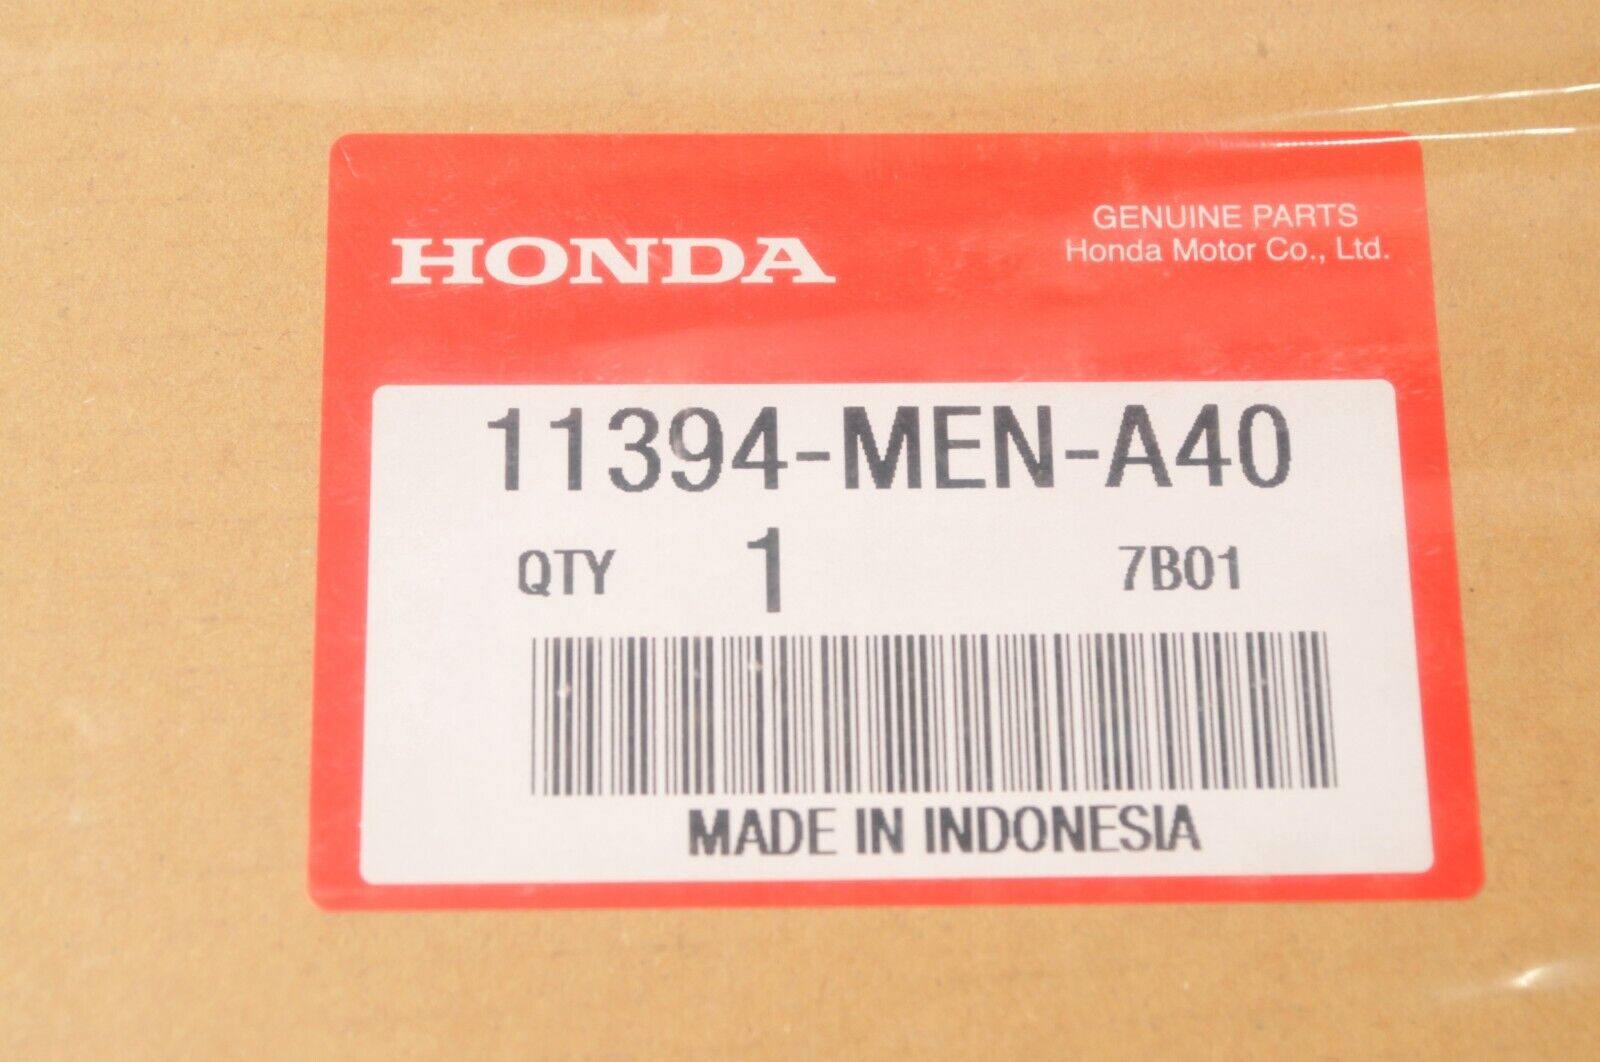 HONDA
GENUINE PARTS
Honda Motor Co., Ltd.
11394-MEN-A40
QTY 1 7B01
MADE IN INDONESIA